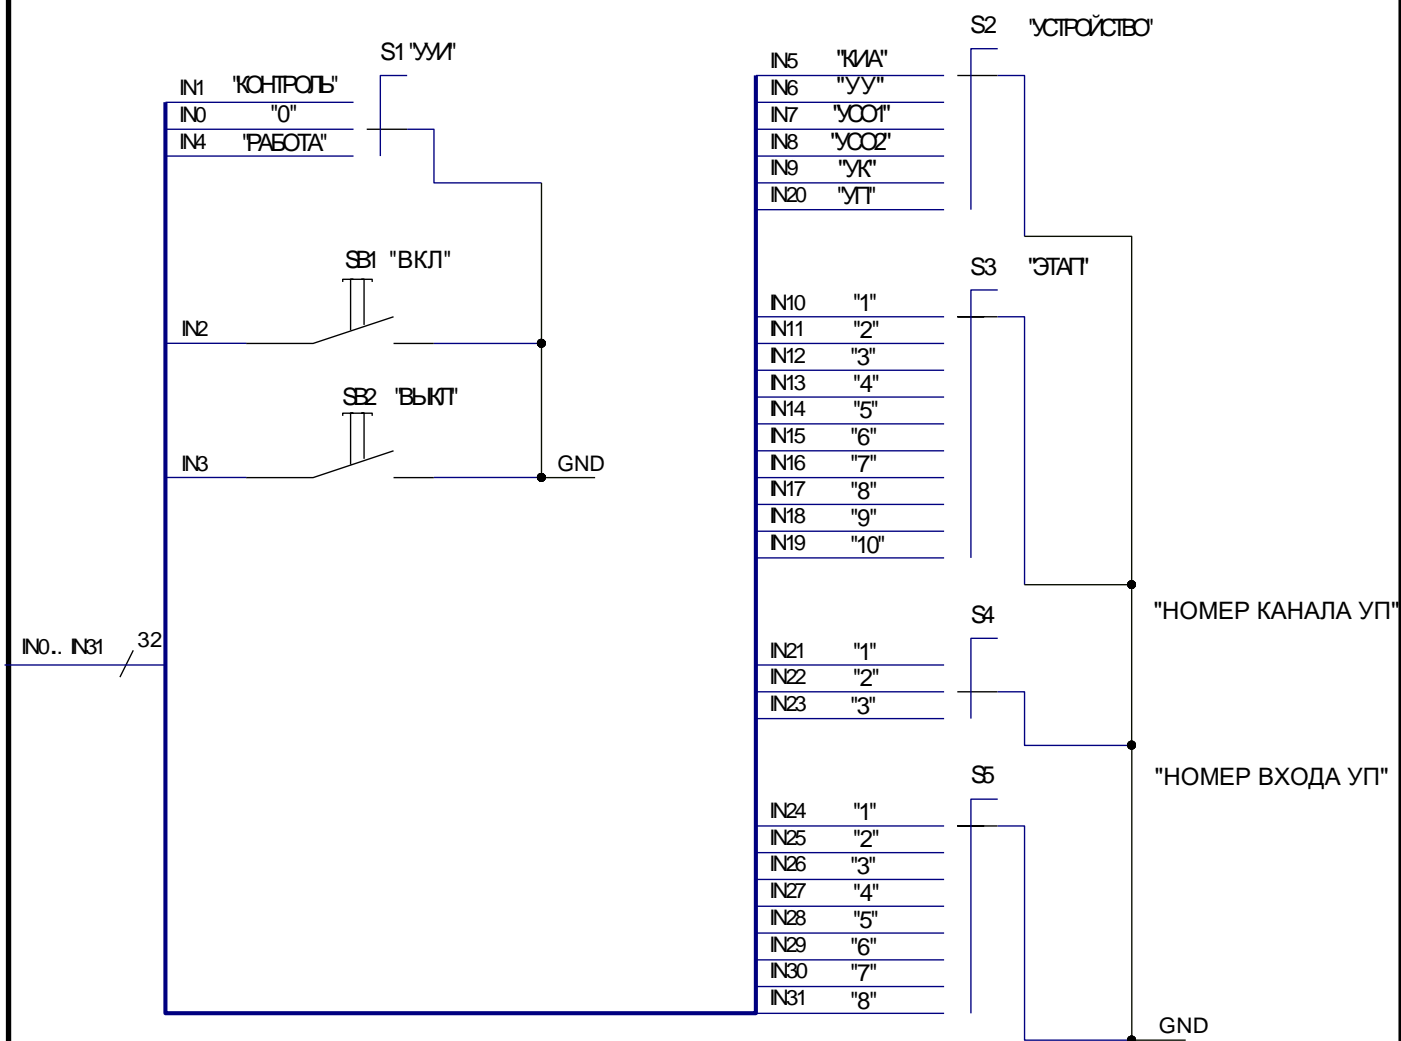 S1 "УУИ"
IN1 "КОНТРОЛЬ"
IN0 "0"
IN4 "РАБОТА"
SB1 "ВКЛ"
IN2
SB2 "ВЫКЛ"
IN3
GND
IN0.. IN31
32
S2 "УСТРОЙСТВО"
IN5 "КИА"
IN6 "УУ"
IN7 "УСО1"
IN8 "УСО2"
IN9 "УК"
IN20 "УП"
S3 "ЭТАП"
IN10 "1"
IN11 "2"
IN12 "3"
IN13 "4"
IN14 "5"
IN15 "6"
IN16 "7"
IN17 "8"
IN18 "9"
IN19 "10"
S4 "НОМЕР КАНАЛА УП"
IN21 "1"
IN22 "2"
IN23 "3"
S5 "НОМЕР ВХОДА УП"
IN24 "1"
IN25 "2"
IN26 "3"
IN27 "4"
IN28 "5"
IN29 "6"
IN30 "7"
IN31 "8"
GND